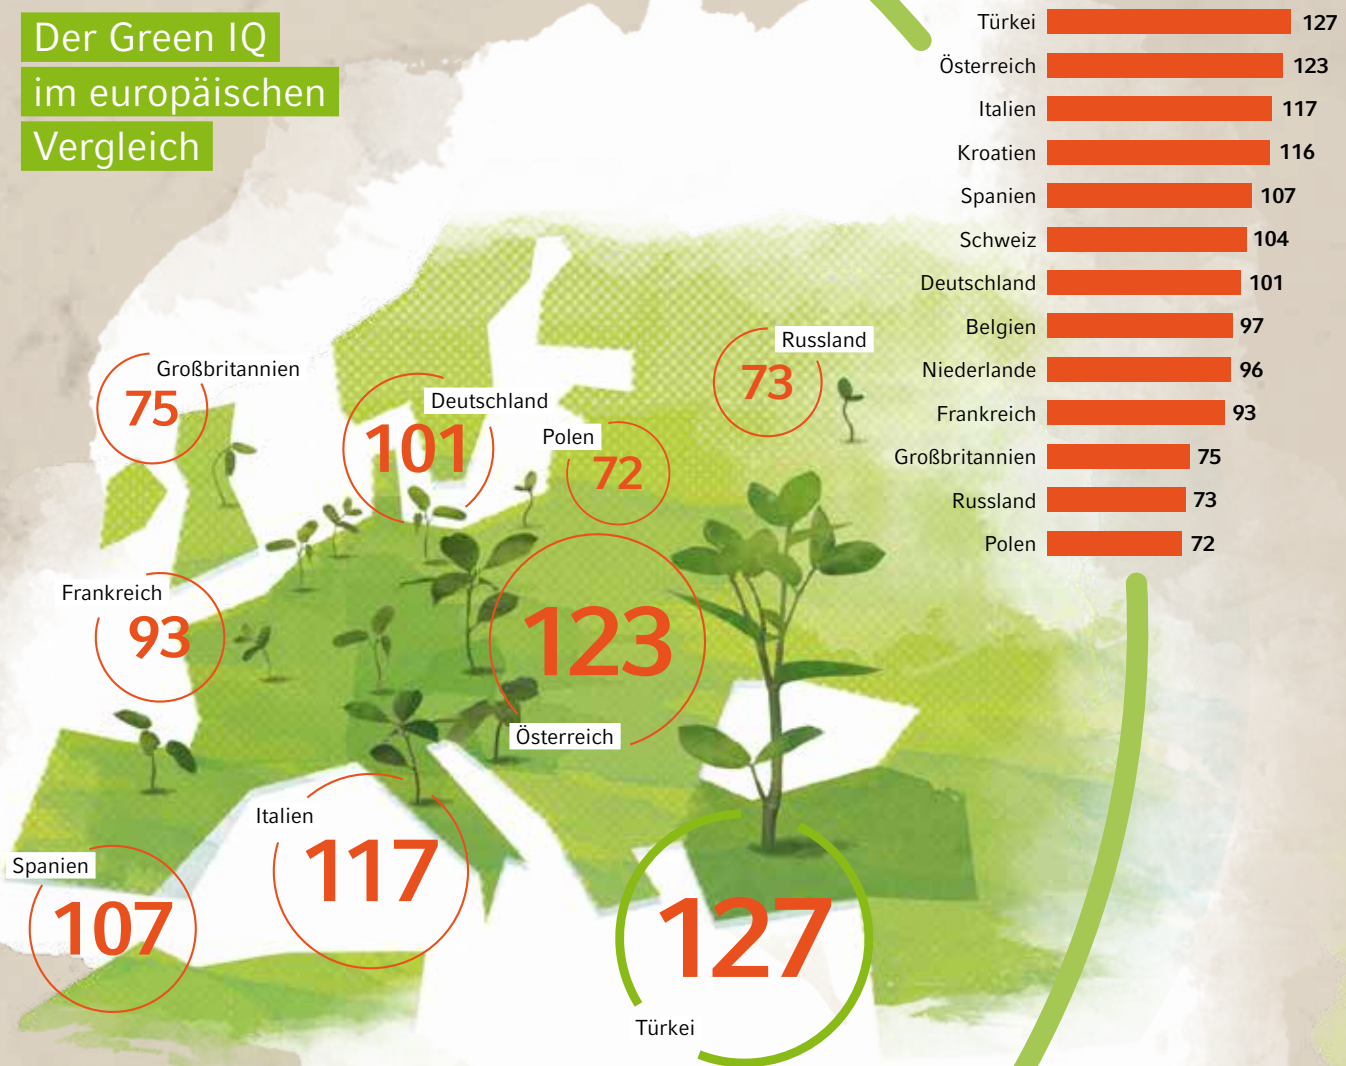 Der Green IQ
im europäischen
Vergleich
Türkei 127
Österreich 123
Italien 117
Kroatien 116
Spanien 107
Schweiz 104
Deutschland 101
Belgien 97
Niederlande 96
Frankreich 93
Großbritannien 75
Russland 73
Polen 72
Russland
73
Großbritannien
75
Deutschland
101
Polen
72
Frankreich
93
123
Österreich
Italien
117
Spanien
107
127
Türkei